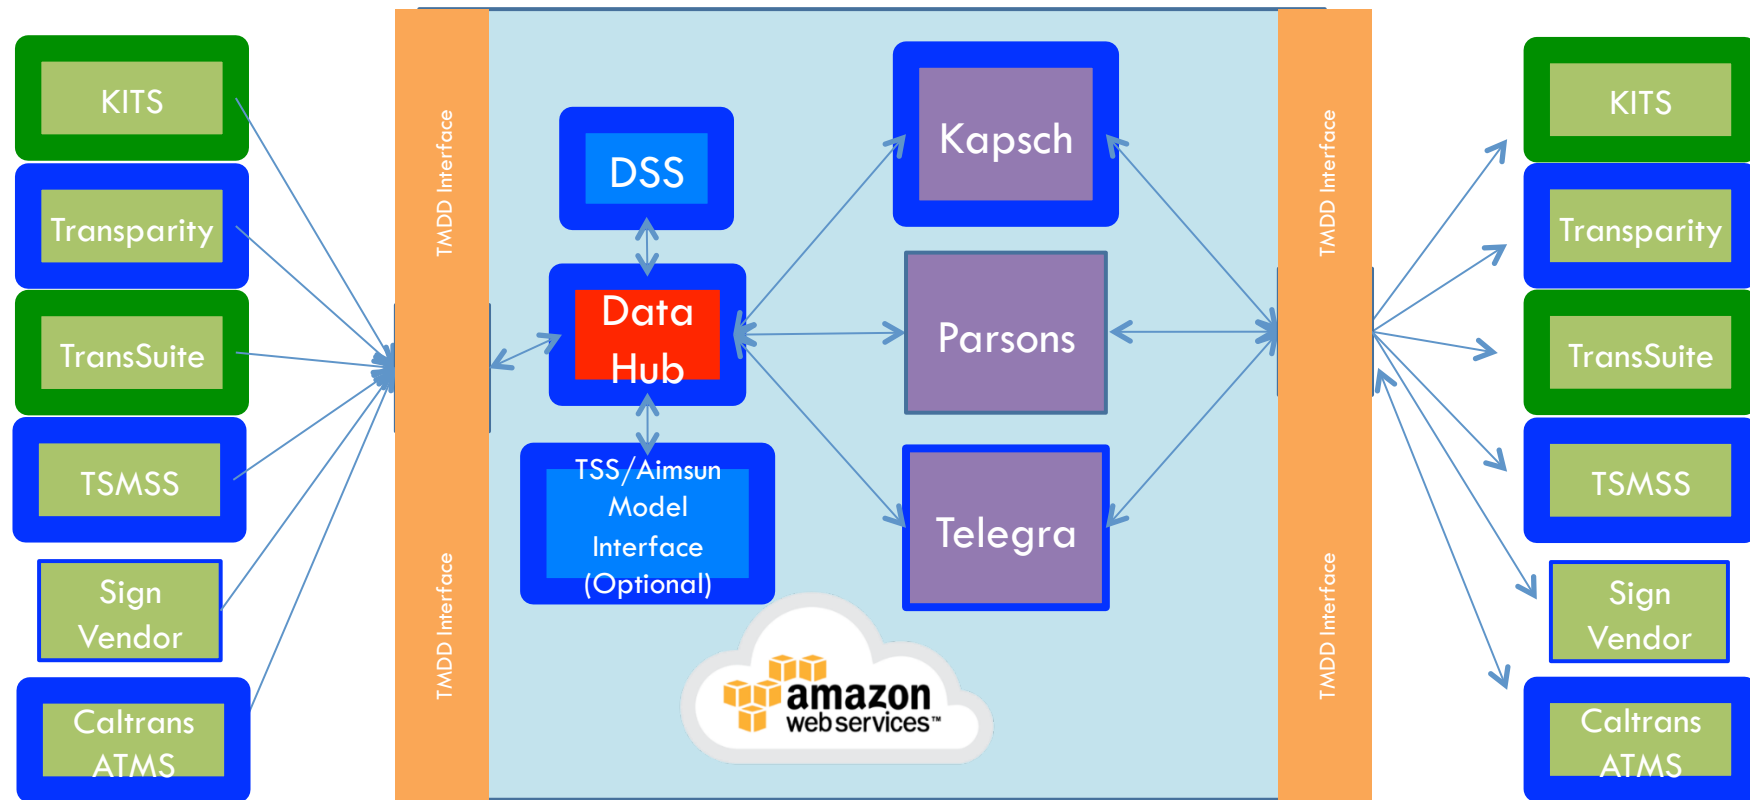 KITS
Transparity
TransSuite
TSMSS
Sign
Vendor
Caltrans
ATMS
TMDD Interface
TMDD Interface
DSS
Data
Hub
TSS/Aimsun
Model
Interface
(Optional)
Kapsch
Parsons
Telegra
amazon
web services™
TMDD Interface
TMDD Interface
KITS
Transparity
TransSuite
TSMSS
Sign
Vendor
Caltrans
ATMS